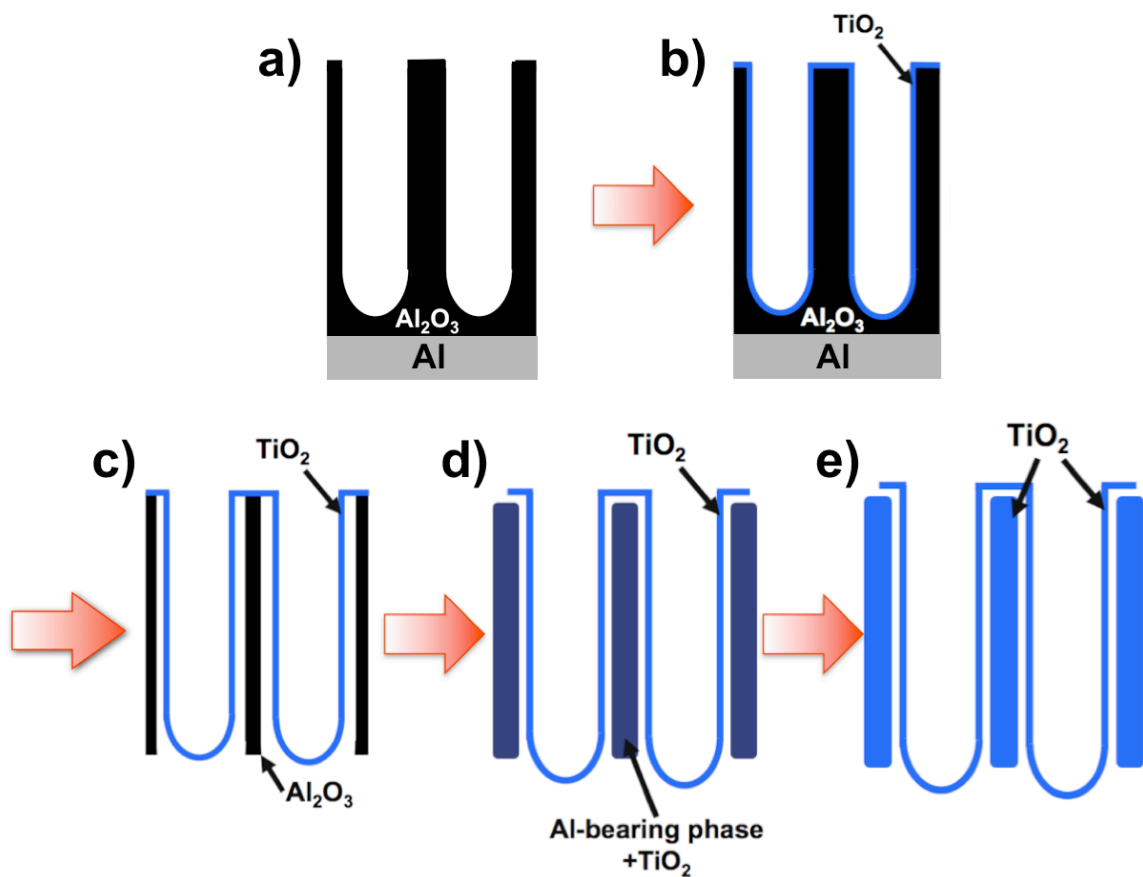 a)
Al₂O₃
Al
b)
TiO₂
Al₂O₃
Al
c)
TiO₂
Al₂O₃
d)
TiO₂
Al-bearing phase
+TiO₂
e)
TiO₂